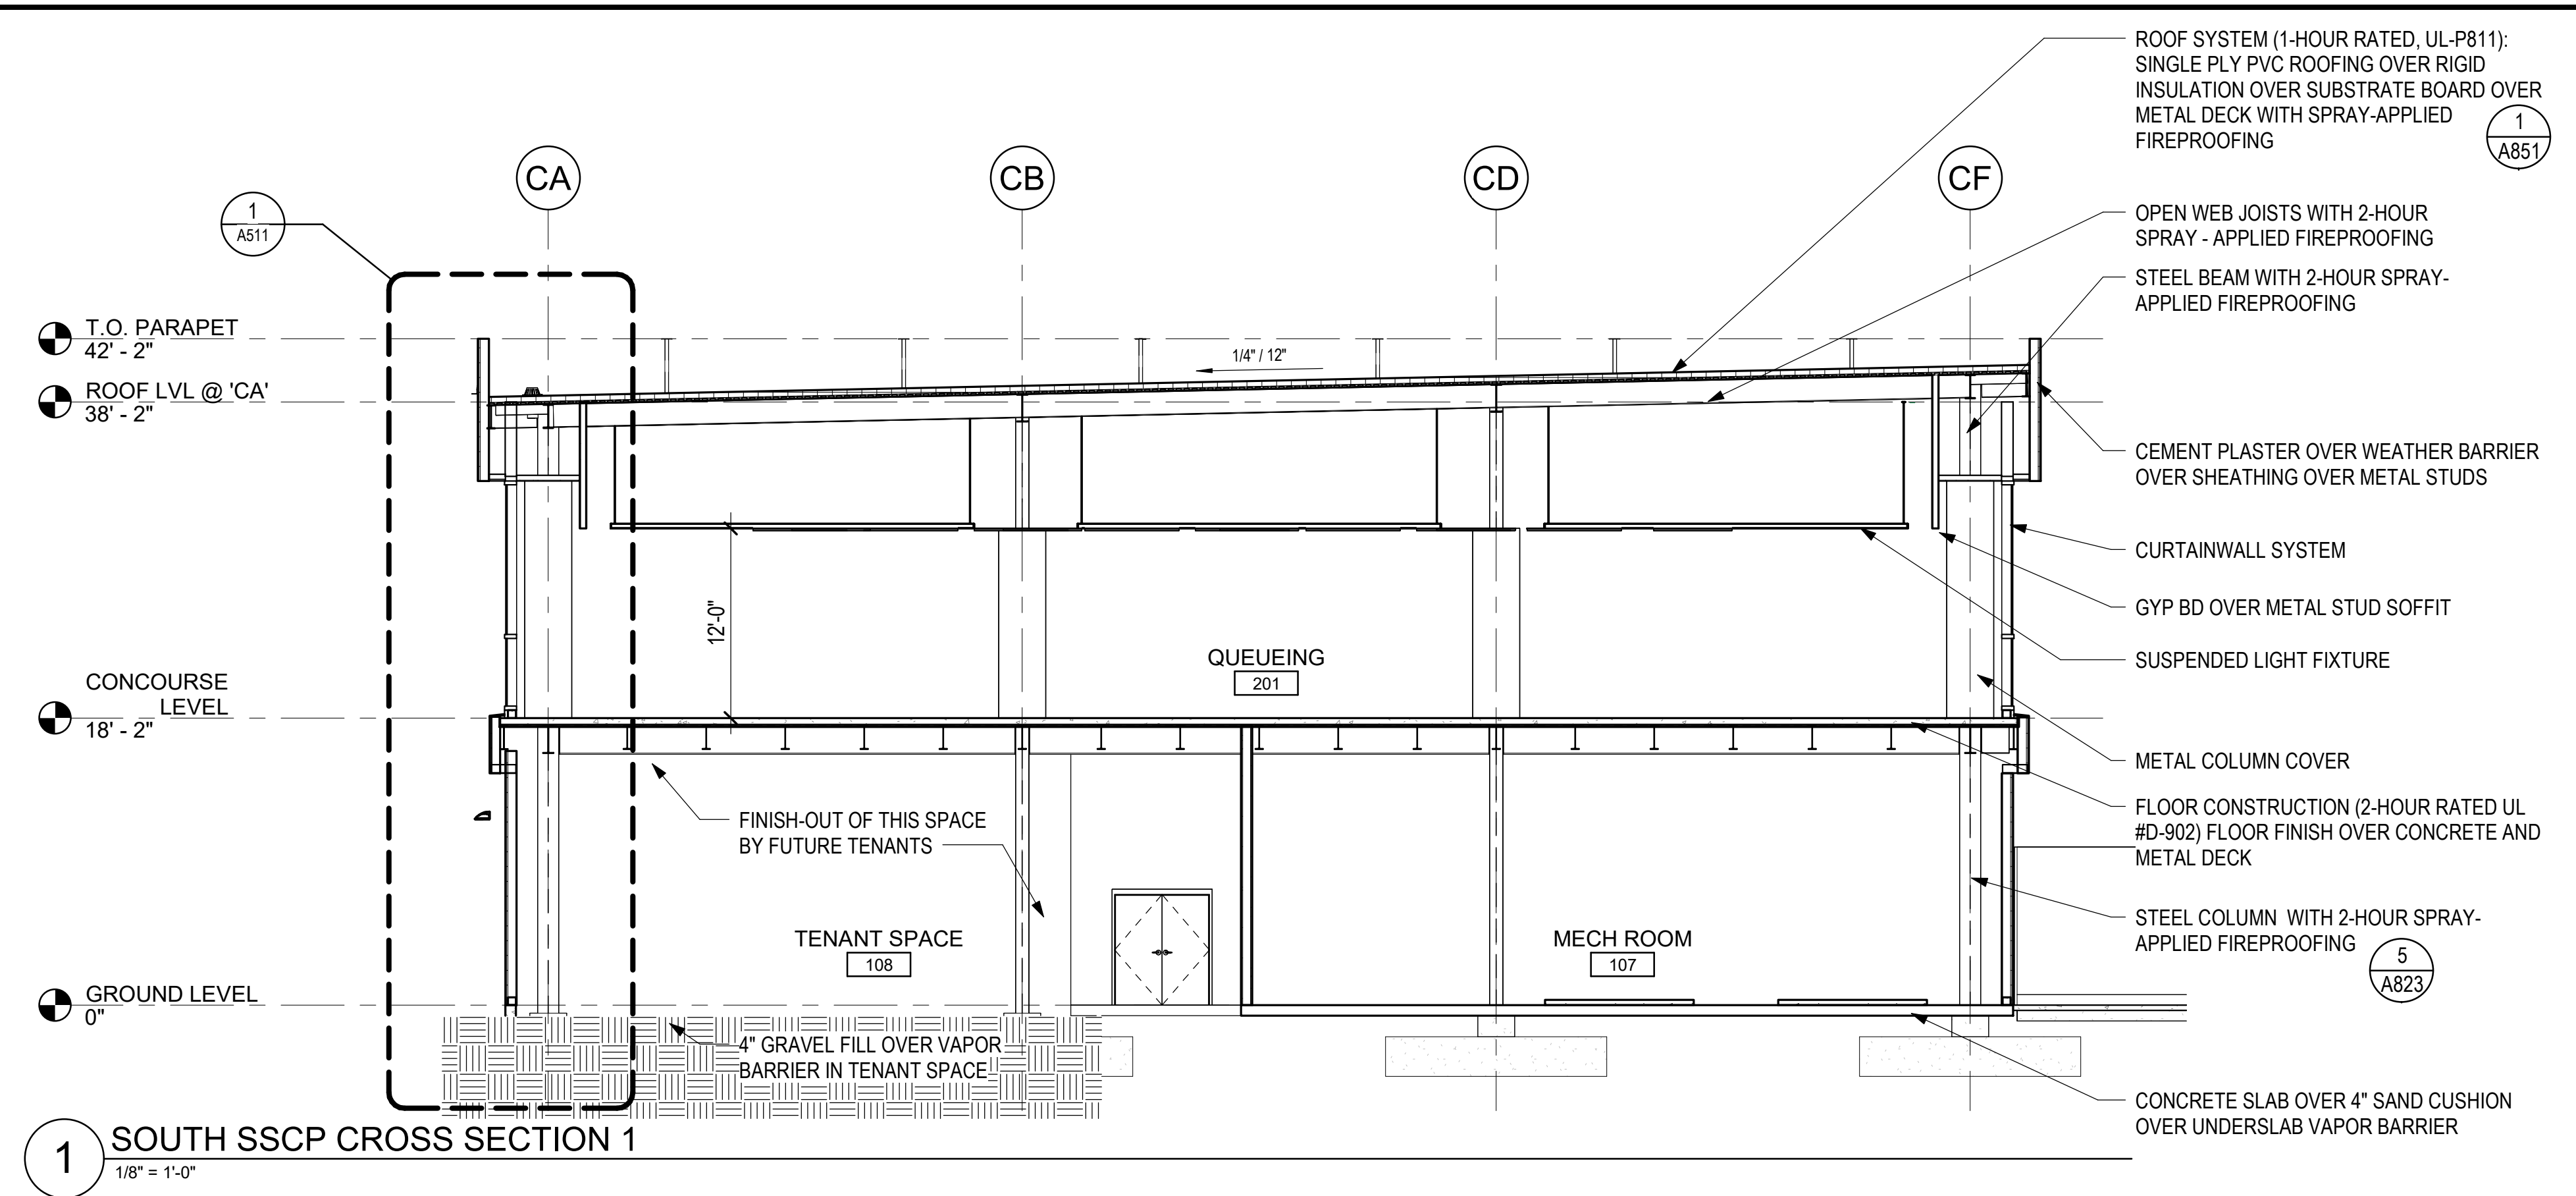 ROOF SYSTEM (1-HOUR RATED, UL-P811):
SINGLE PLY PVC ROOFING OVER RIGID
INSULATION OVER SUBSTRATE BOARD OVER
METAL DECK WITH SPRAY-APPLIED
FIREPROOFING
1
A851
CA
CB
CD
CF
1
A511
OPEN WEB JOISTS WITH 2-HOUR
SPRAY - APPLIED FIREPROOFING
STEEL BEAM WITH 2-HOUR SPRAY-
APPLIED FIREPROOFING
T.O. PARAPET
42' - 2"
1/4" / 12"
ROOF LVL @ 'CA'
38' - 2"
CEMENT PLASTER OVER WEATHER BARRIER
OVER SHEATHING OVER METAL STUDS
CURTAINWALL SYSTEM
GYP BD OVER METAL STUD SOFFIT
12'-0"
QUEUEING
201
SUSPENDED LIGHT FIXTURE
CONCOURSE
LEVEL
18' - 2"
METAL COLUMN COVER
FINISH-OUT OF THIS SPACE
BY FUTURE TENANTS
FLOOR CONSTRUCTION (2-HOUR RATED UL
#D-902) FLOOR FINISH OVER CONCRETE AND
METAL DECK
TENANT SPACE
108
MECH ROOM
107
STEEL COLUMN WITH 2-HOUR SPRAY-
APPLIED FIREPROOFING
5
A823
GROUND LEVEL
0"
4" GRAVEL FILL OVER VAPOR
BARRIER IN TENANT SPACE
CONCRETE SLAB OVER 4" SAND CUSHION
OVER UNDERSLAB VAPOR BARRIER
1
SOUTH SSCP CROSS SECTION 1
1/8" = 1'-0"